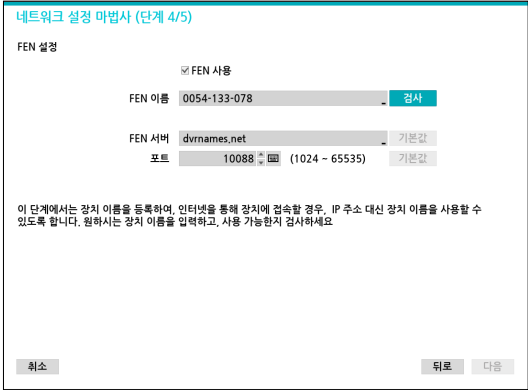 네트워크 설정 마법사 (단계 4/5)
FEN 설정
FEN 사용
FEN 이름 0054-133-078 검사
FEN 서버 dvrnames.net 기본값
포트 10088 (1024 ~ 65535) 기본값
이 단계에서는 장치 이름을 등록하여, 인터넷을 통해 장치에 접속할 경우, IP 주소 대신 장치 이름을 사용할 수
있도록 합니다. 원하시는 장치 이름을 입력하고, 사용 가능한지 검사하세요
취소 뒤로 다음